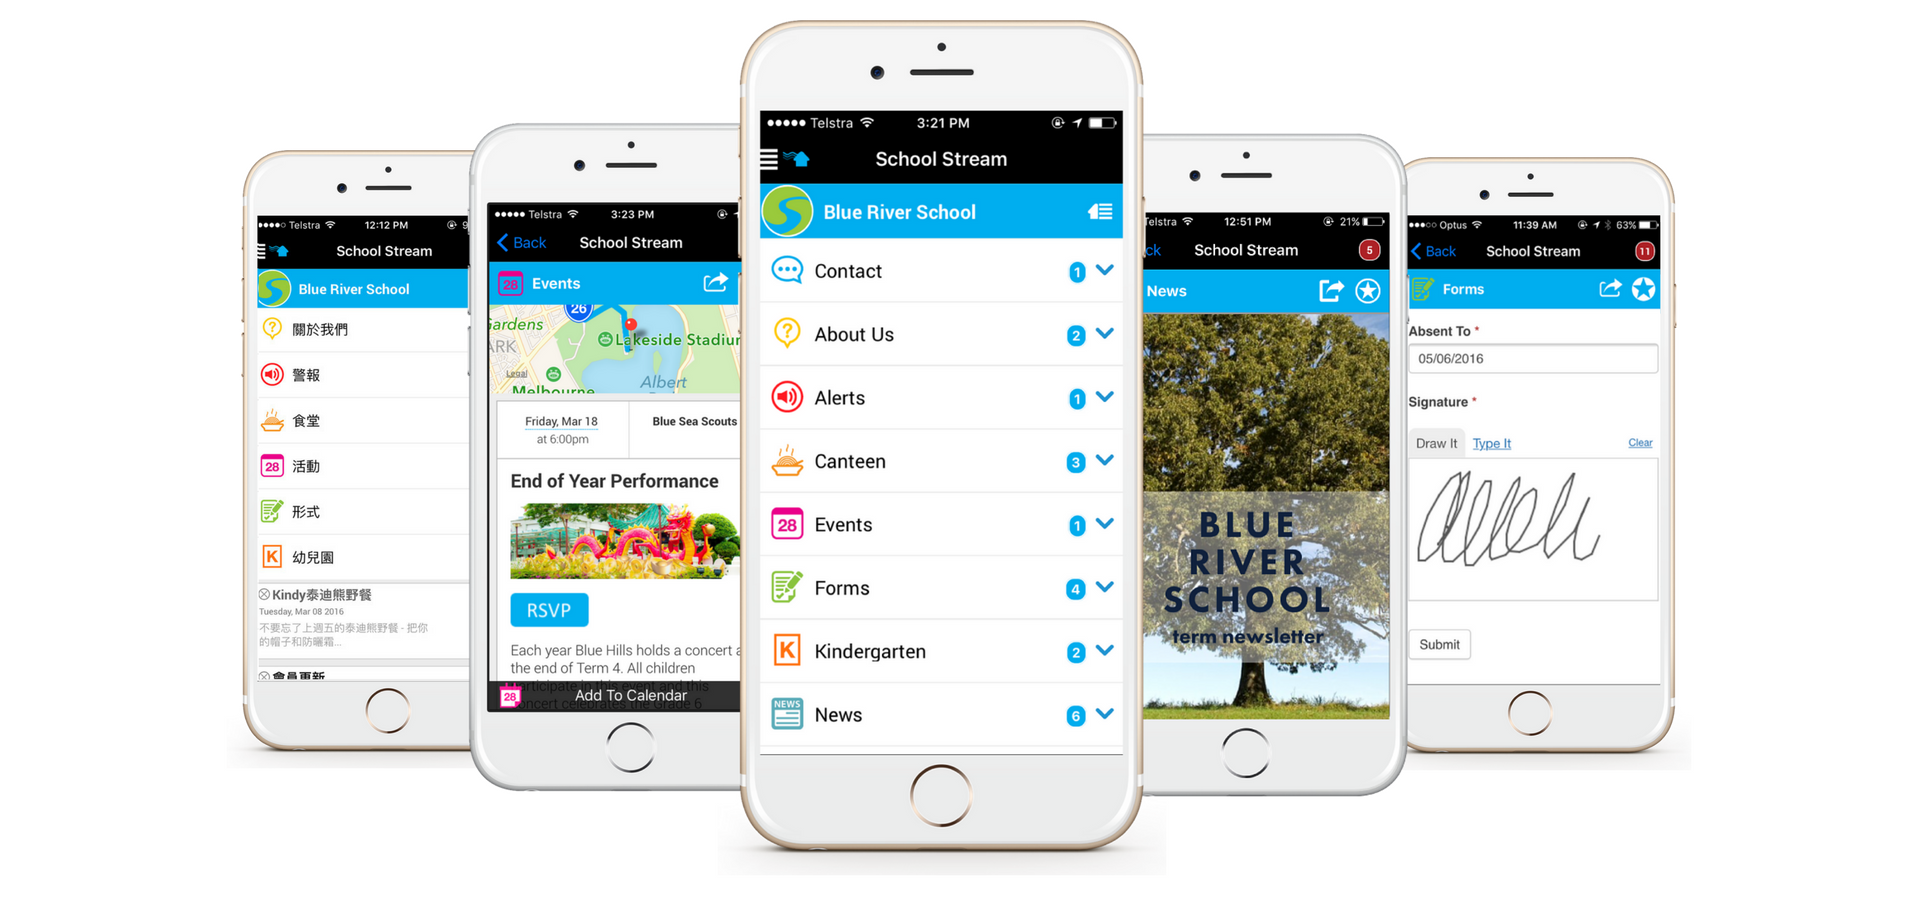 Telstra 12:12 PM 9
School Stream
Blue River School
關於我們
警報
食堂
28 活動
形式
K 幼兒園
Kindy泰迪熊野餐
Tuesday, Mar 08 2016
不要忘了上週五的泰迪熊野餐 - 把你
的帽子和防曬霜...
會員更新
Telstra 3:23 PM
Back School Stream
28 Events
26
Gardens
ARK
Lakeside Stadiur
Legal
Albert
Melbourne
Friday, Mar 18
at 6:00pm
Blue Sea Scouts
End of Year Performance
RSVP
Each year Blue Hills holds a concert a
the end of Term 4. All children
participate in this event and this
concert celebrates the Grade 6
28 Add To Calendar
Telstra 3:21 PM
School Stream
Blue River School
Contact 1
About Us 2
Alerts 1
Canteen 3
28 Events 1
Forms 4
K Kindergarten 2
NEWS News 6
Telstra 12:51 PM 21%
ck School Stream 5
News
BLUE
RIVER
SCHOOL
term newsletter
Optus 11:39 AM 63%
Back School Stream 11
Forms
Absent To *
05/06/2016
Signature *
Draw It Type It Clear
Submit